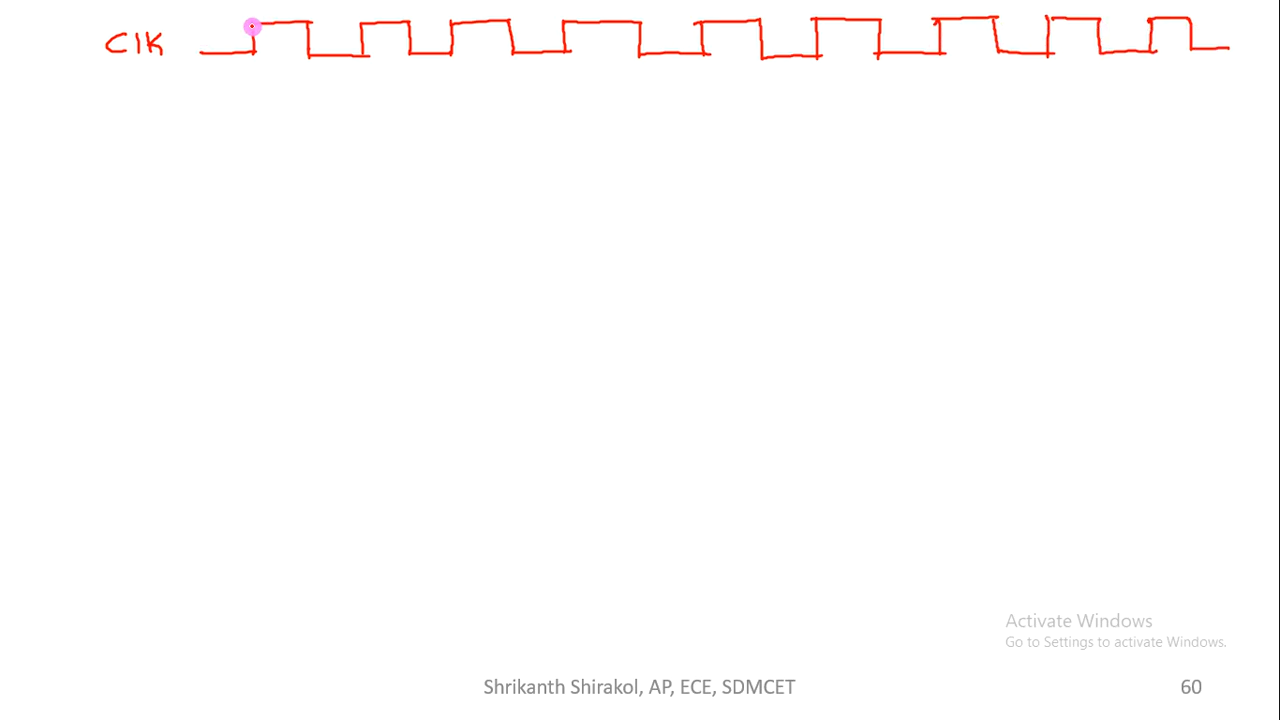 Clk
Activate Windows
Go to Settings to activate Windows.
Shrikanth Shirakol, AP, ECE, SDMCET
60